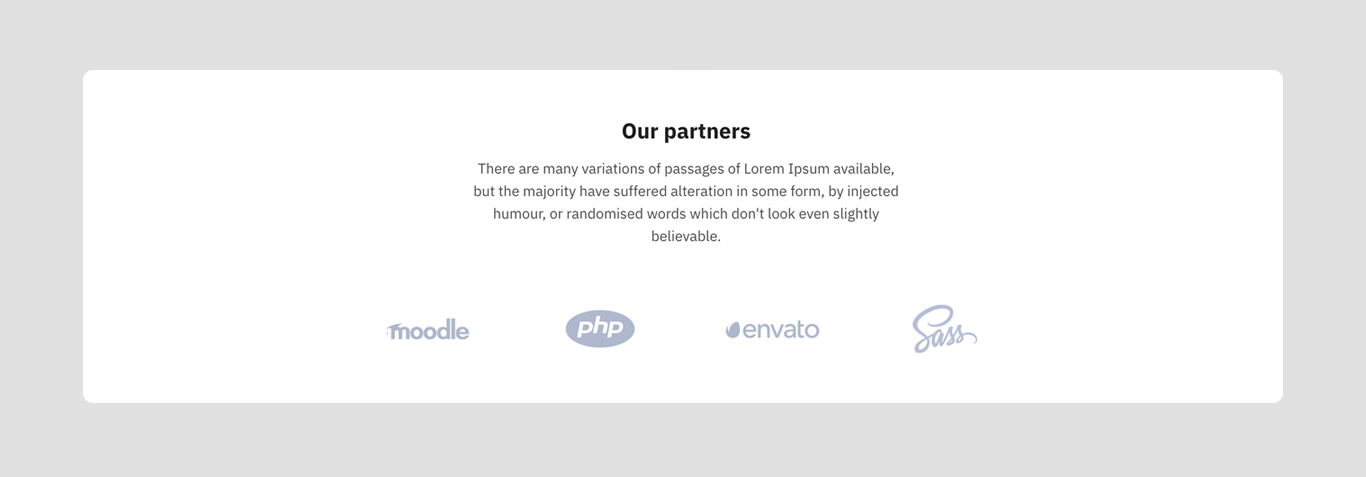 Our partners
There are many variations of passages of Lorem Ipsum available,
but the majority have suffered alteration in some form, by injected
humour, or randomised words which don't look even slightly
believable.
moodle php envato Sass